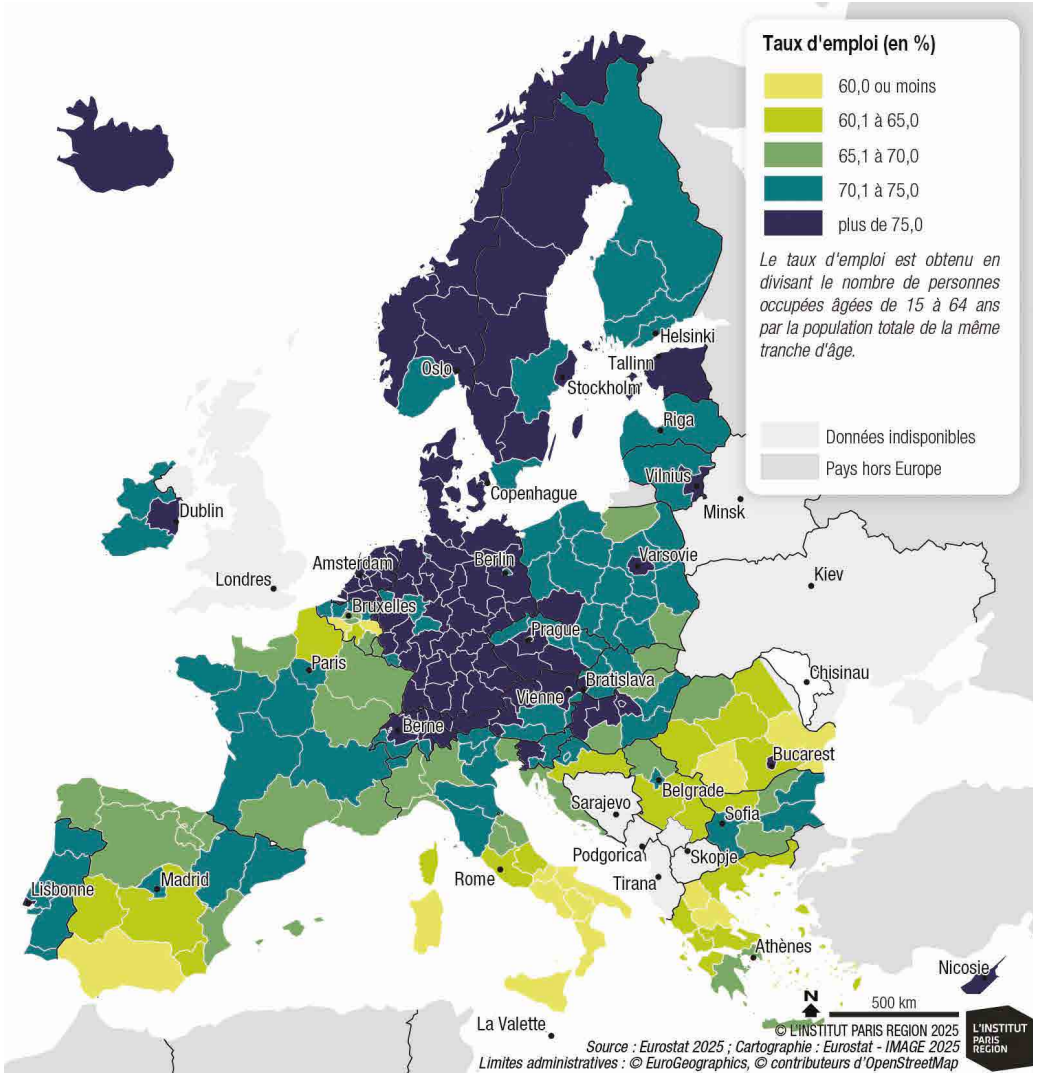 Taux d'emploi (en %)
60,0 ou moins
60,1 à 65,0
65,1 à 70,0
70,1 à 75,0
plus de 75,0
Le taux d'emploi est obtenu en
divisant le nombre de personnes
occupées âgées de 15 à 64 ans
par la population totale de la même
tranche d'âge.
Données indisponibles
Pays hors Europe
Helsinki
Tallinn
Oslo
Stockholm
Riga
Vilnius
Copenhague
Minsk
Dublin
Amsterdam
Berlin
Varsovie
Londres
Kiev
Bruxelles
Prague
Paris
Chisinau
Bratislava
Vienne
Berne
Bucarest
Belgrade
Sarajevo
Sofia
Podgorica
Skopje
Rome
Tirana
Madrid
Lisbonne
Athènes
Nicosie
La Valette
N
500 km
© L'INSTITUT PARIS REGION 2025
Source : Eurostat 2025 ; Cartographie : Eurostat - IMAGE 2025
Limites administratives : © EuroGeographics, © contributeurs d'OpenStreetMap
L'INSTITUT
PARIS
REGION